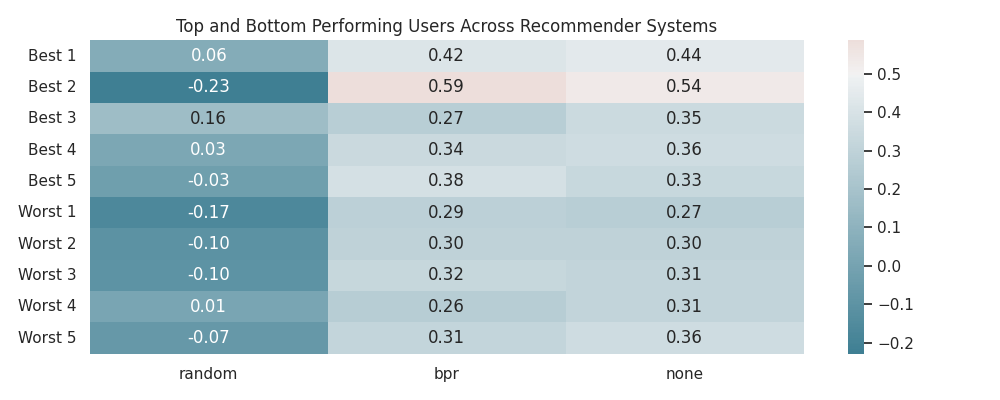 Top and Bottom Performing Users Across Recommender Systems
Best 1 0.06 0.42 0.44
Best 2 -0.23 0.59 0.54
Best 3 0.16 0.27 0.35
Best 4 0.03 0.34 0.36
Best 5 -0.03 0.38 0.33
Worst 1 -0.17 0.29 0.27
Worst 2 -0.10 0.30 0.30
Worst 3 -0.10 0.32 0.31
Worst 4 0.01 0.26 0.31
Worst 5 -0.07 0.31 0.36
random bpr none
0.5
0.4
0.3
0.2
0.1
0.0
−0.1
−0.2